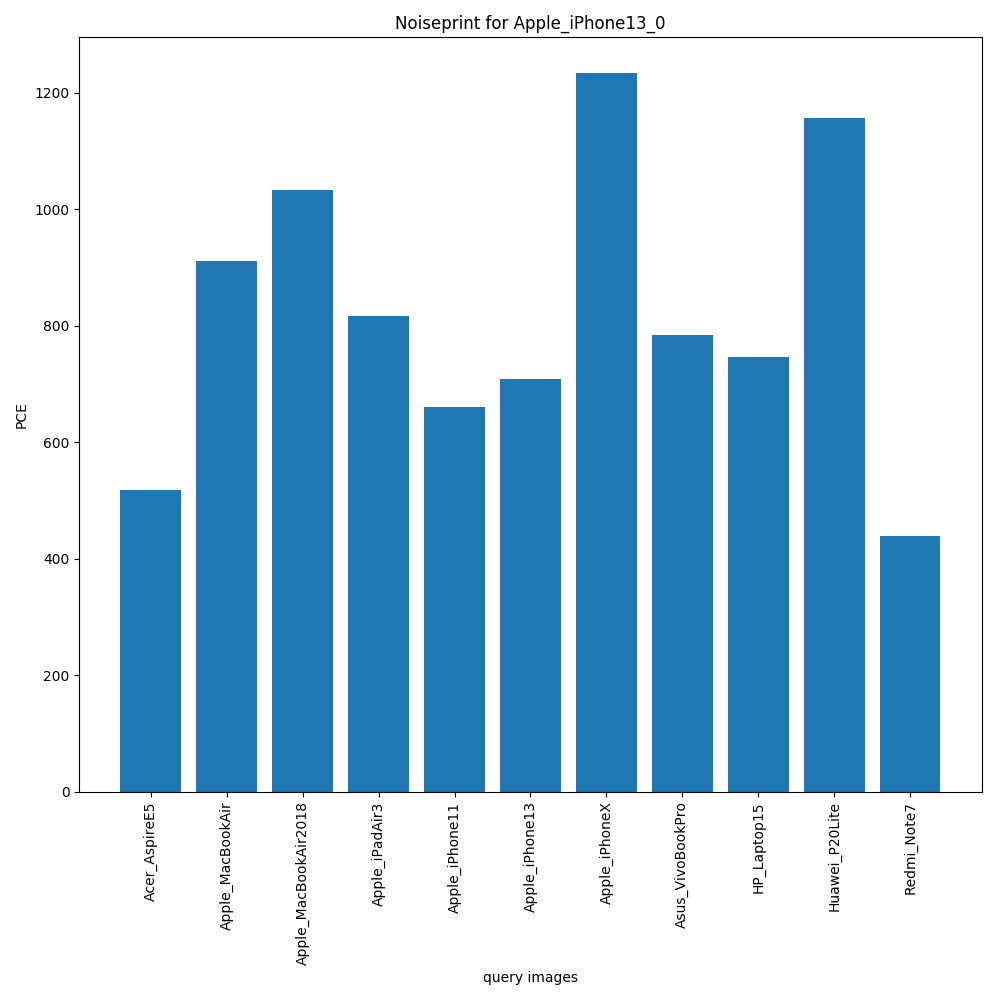 Noiseprint for Apple_iPhone13_0
PCE
1200
1000
800
600
400
200
0
Acer_AspireE5
Apple_MacBookAir
Apple_MacBookAir2018
Apple_iPadAir3
Apple_iPhone11
Apple_iPhone13
Apple_iPhoneX
Asus_VivoBookPro
HP_Laptop15
Huawei_P20Lite
Redmi_Note7
query images